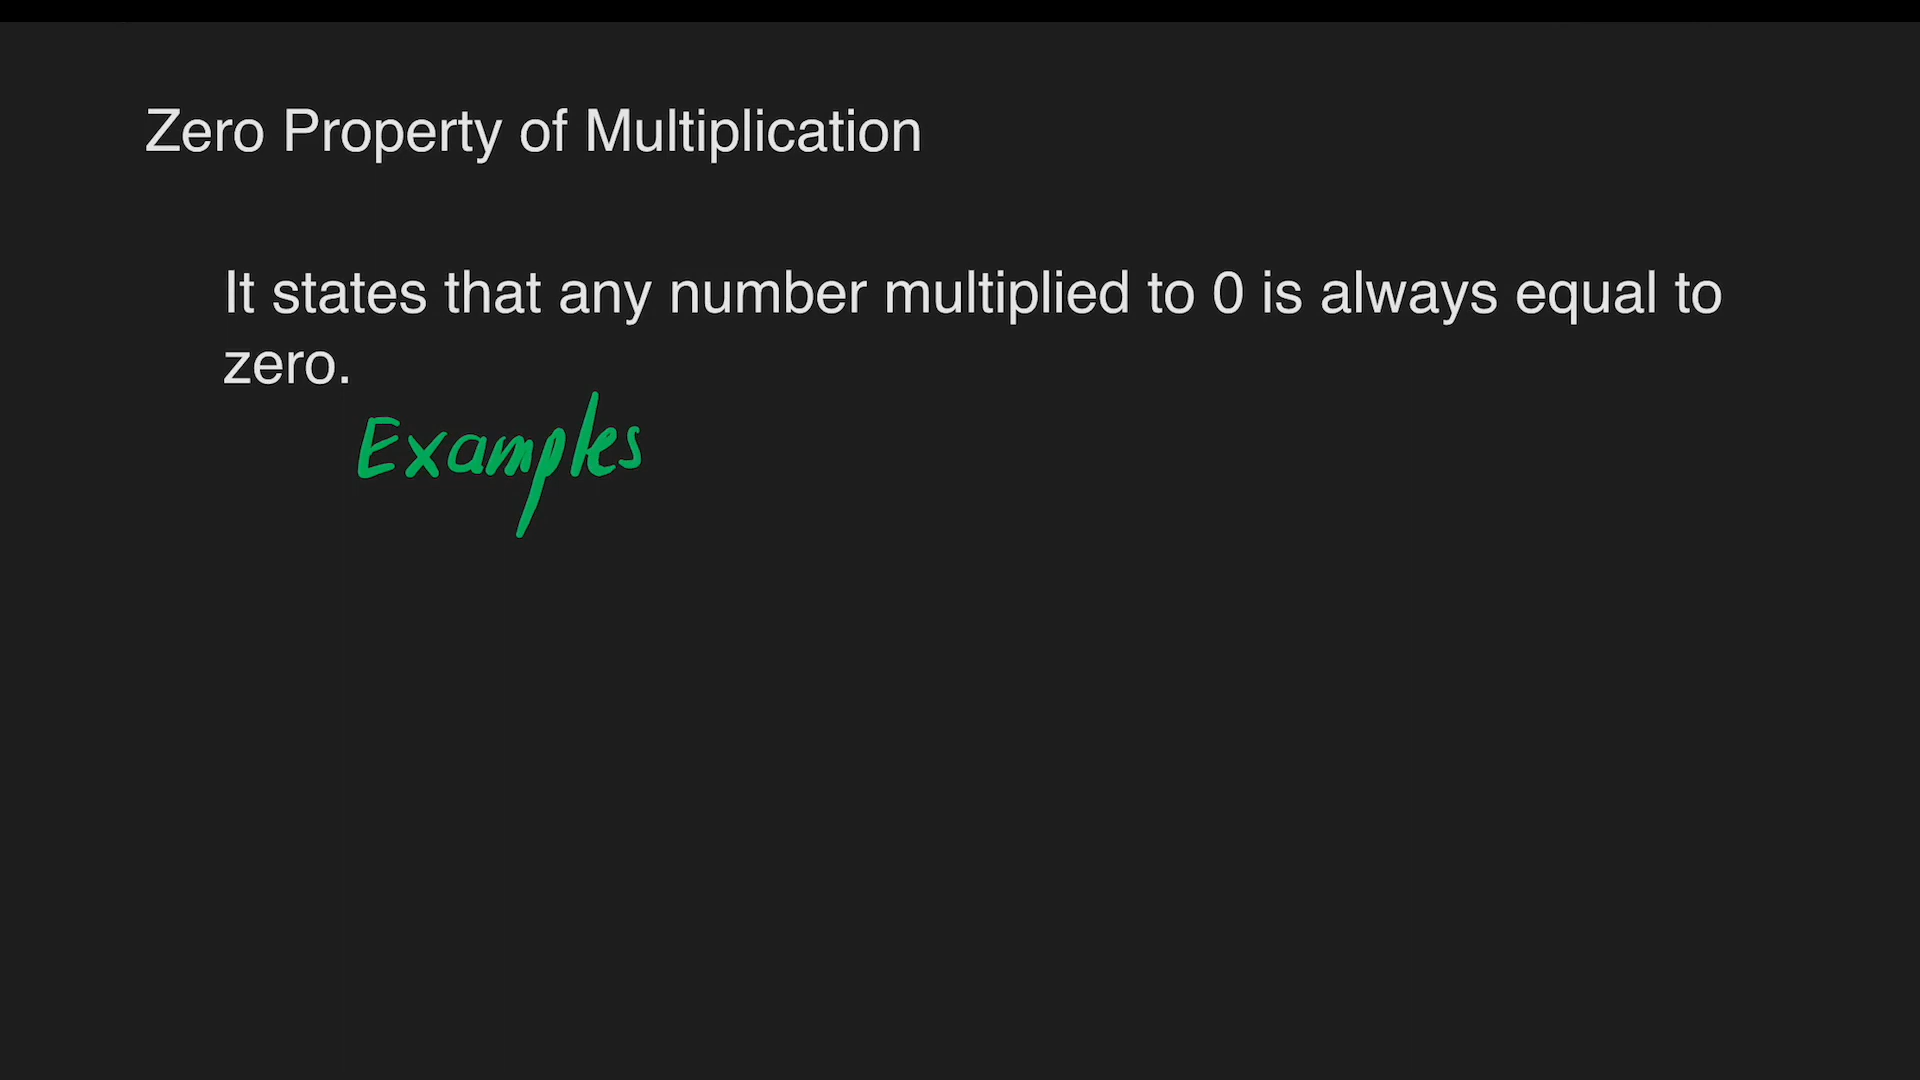 Zero Property of Multiplication
It states that any number multiplied to 0 is always equal to
zero.
Examples